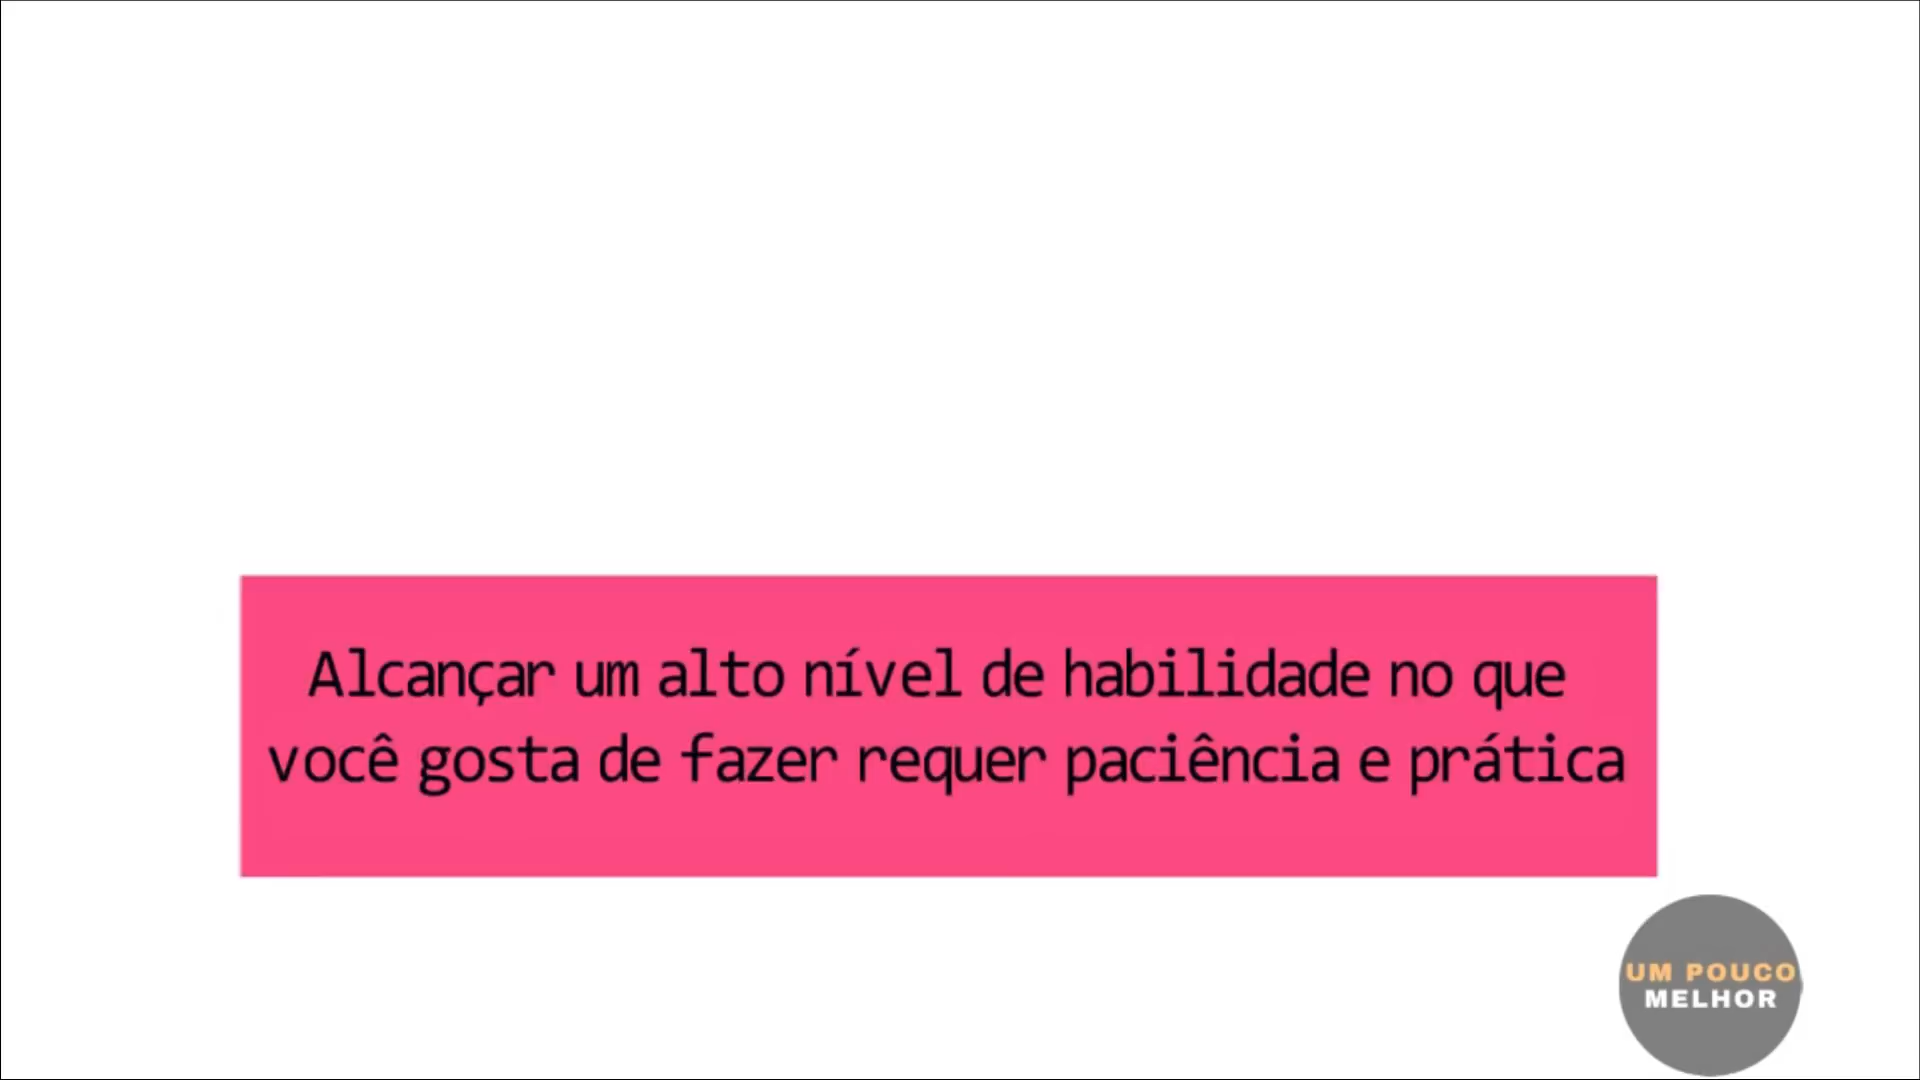 Alcançar um alto nível de habilidade no que
você gosta de fazer requer paciência e prática
UM POUCO
MELHOR